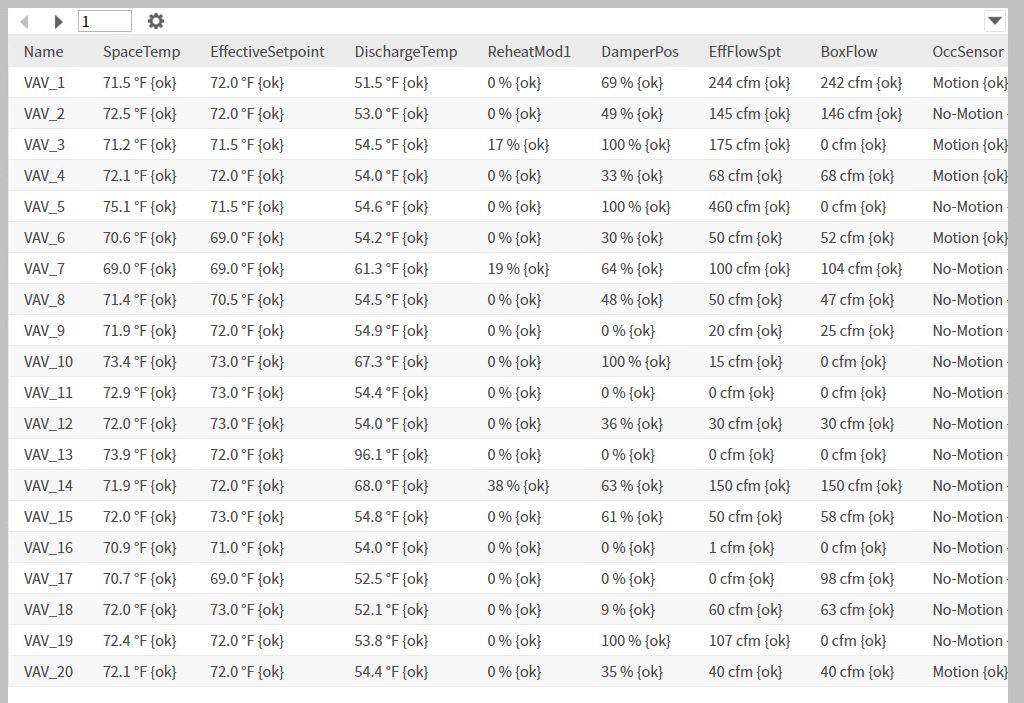 1
Name SpaceTemp EffectiveSetpoint DischargeTemp ReheatMod1 DamperPos EffFlowSpt BoxFlow OccSensor
VAV_1 71.5 °F {ok} 72.0 °F {ok} 51.5 °F {ok} 0 % {ok} 69 % {ok} 244 cfm {ok} 242 cfm {ok} Motion {ok}
VAV_2 72.5 °F {ok} 72.0 °F {ok} 53.0 °F {ok} 0 % {ok} 49 % {ok} 145 cfm {ok} 146 cfm {ok} No-Motion
VAV_3 71.2 °F {ok} 71.5 °F {ok} 54.5 °F {ok} 17 % {ok} 100 % {ok} 175 cfm {ok} 0 cfm {ok} Motion {ok}
VAV_4 72.1 °F {ok} 72.0 °F {ok} 54.0 °F {ok} 0 % {ok} 33 % {ok} 68 cfm {ok} 68 cfm {ok} Motion {ok}
VAV_5 75.1 °F {ok} 71.5 °F {ok} 54.6 °F {ok} 0 % {ok} 100 % {ok} 460 cfm {ok} 0 cfm {ok} No-Motion
VAV_6 70.6 °F {ok} 69.0 °F {ok} 54.2 °F {ok} 0 % {ok} 30 % {ok} 50 cfm {ok} 52 cfm {ok} Motion {ok}
VAV_7 69.0 °F {ok} 69.0 °F {ok} 61.3 °F {ok} 19 % {ok} 64 % {ok} 100 cfm {ok} 104 cfm {ok} No-Motion
VAV_8 71.4 °F {ok} 70.5 °F {ok} 54.5 °F {ok} 0 % {ok} 48 % {ok} 50 cfm {ok} 47 cfm {ok} No-Motion
VAV_9 71.9 °F {ok} 72.0 °F {ok} 54.9 °F {ok} 0 % {ok} 0 % {ok} 20 cfm {ok} 25 cfm {ok} No-Motion
VAV_10 73.4 °F {ok} 73.0 °F {ok} 67.3 °F {ok} 0 % {ok} 100 % {ok} 15 cfm {ok} 0 cfm {ok} No-Motion
VAV_11 72.9 °F {ok} 73.0 °F {ok} 54.4 °F {ok} 0 % {ok} 0 % {ok} 0 cfm {ok} 0 cfm {ok} No-Motion
VAV_12 72.0 °F {ok} 73.0 °F {ok} 54.0 °F {ok} 0 % {ok} 36 % {ok} 30 cfm {ok} 30 cfm {ok} No-Motion
VAV_13 73.9 °F {ok} 72.0 °F {ok} 96.1 °F {ok} 0 % {ok} 0 % {ok} 0 cfm {ok} 0 cfm {ok} No-Motion
VAV_14 71.9 °F {ok} 72.0 °F {ok} 68.0 °F {ok} 38 % {ok} 63 % {ok} 150 cfm {ok} 150 cfm {ok} No-Motion
VAV_15 72.0 °F {ok} 73.0 °F {ok} 54.8 °F {ok} 0 % {ok} 61 % {ok} 50 cfm {ok} 58 cfm {ok} No-Motion
VAV_16 70.9 °F {ok} 71.0 °F {ok} 54.0 °F {ok} 0 % {ok} 0 % {ok} 1 cfm {ok} 0 cfm {ok} No-Motion
VAV_17 70.7 °F {ok} 69.0 °F {ok} 52.5 °F {ok} 0 % {ok} 0 % {ok} 0 cfm {ok} 98 cfm {ok} No-Motion
VAV_18 72.0 °F {ok} 73.0 °F {ok} 52.1 °F {ok} 0 % {ok} 9 % {ok} 60 cfm {ok} 63 cfm {ok} No-Motion
VAV_19 72.4 °F {ok} 72.0 °F {ok} 53.8 °F {ok} 0 % {ok} 100 % {ok} 107 cfm {ok} 0 cfm {ok} No-Motion
VAV_20 72.1 °F {ok} 72.0 °F {ok} 54.4 °F {ok} 0 % {ok} 35 % {ok} 40 cfm {ok} 40 cfm {ok} Motion {ok}